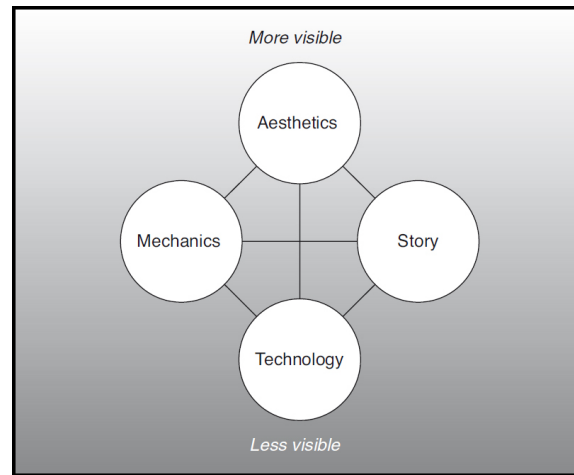 More visible
Aesthetics
Mechanics
Story
Technology
Less visible